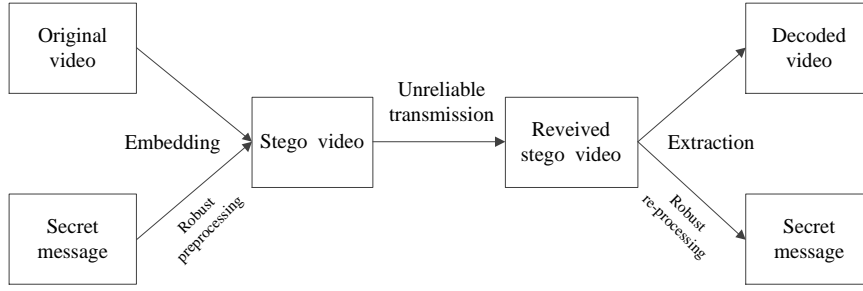 Original
video
Decoded
video
Unreliable
transmission
Embedding
Stego video
Reveived
stego video
Extraction
Robust
preprocessing
Robust
re-processing
Secret
message
Secret
message